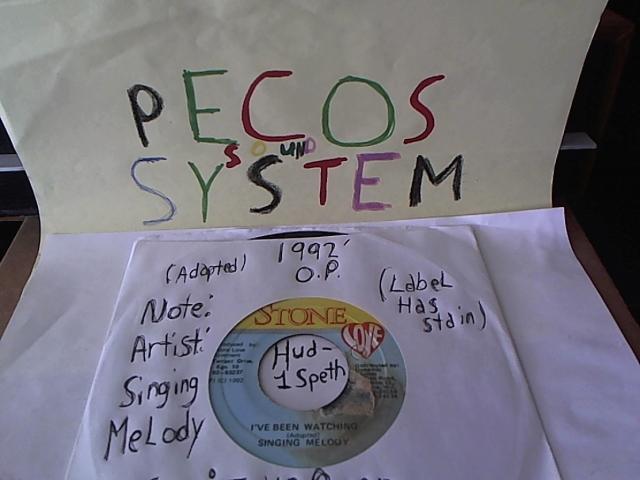 PECOS
SOUND
SYSTEM
1992'
(Adapted)
O.P.
Note:
(Label
Has
Stain)
Artist:
Singing
MeLody
STONE
LOVE
Hud-
1 Speth
(C) 1992
I'VE BEEN WATCHING
(Adapted)
SINGING MELODY